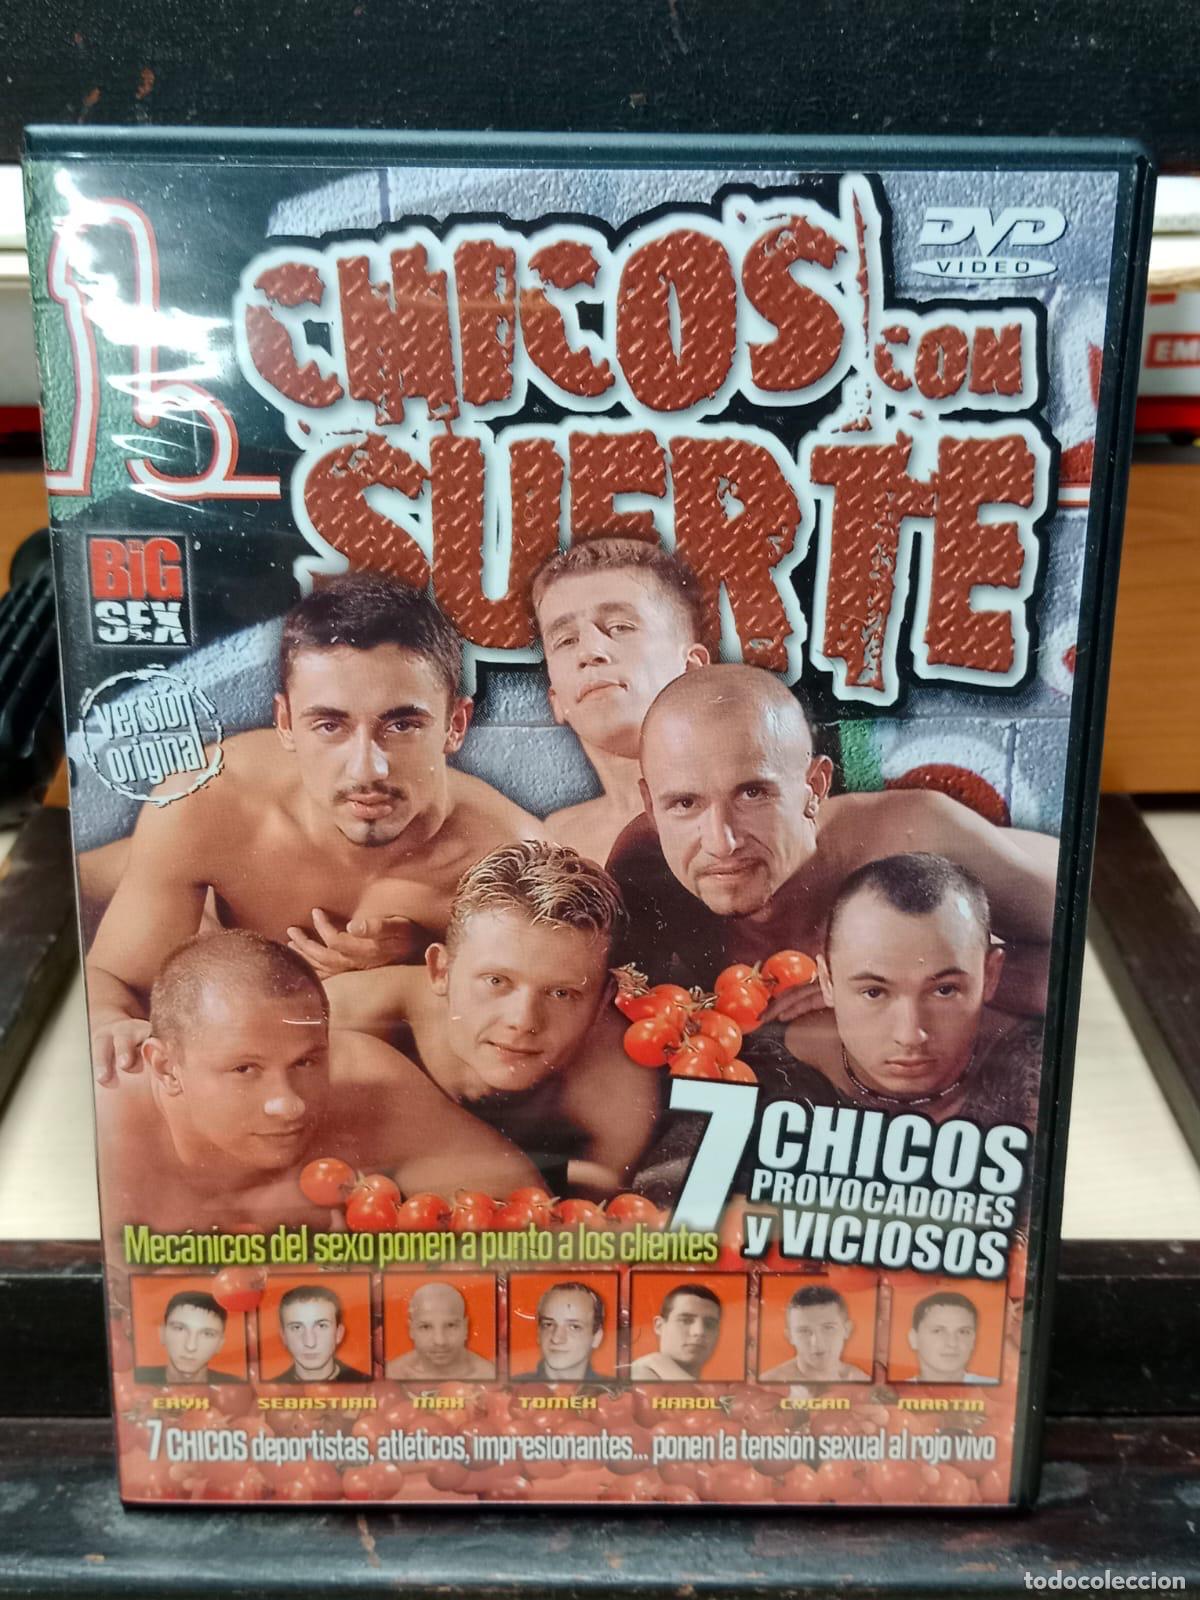 CHICOS CON
SUERTE
DVD
VIDEO
BiG
SEX
versión
original
7 CHICOS
PROVOCADORES
y VICIOSOS
Mecánicos del sexo ponen a punto a los clientes
ERYK SEBASTIAN MAX TOMEK KAROL CYGAN MARTIN
7 CHICOS deportistas, atléticos, impresionantes... ponen la tensión sexual al rojo vivo
EM
todocoleccion